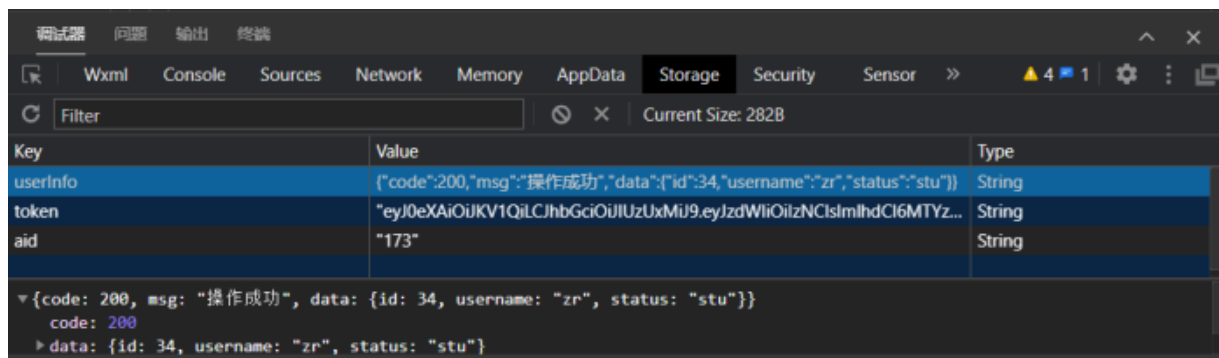 调试器 问题 输出 终端
Wxml Console Sources Network Memory AppData Storage Security Sensor » 4 1
Filter Current Size: 282B
Key Value Type
userInfo {"code":200,"msg":"操作成功","data":{"id":34,"username":"zr","status":"stu"}} String
token "eyJ0eXAiOiJKV1QiLCJhbGciOiJIUzUxMiJ9.eyJzdWIiOiIzNCIsImlhdCI6MTYz... String
aid "173" String
▼{code: 200, msg: "操作成功", data: {id: 34, username: "zr", status: "stu"}}
code: 200
▶data: {id: 34, username: "zr", status: "stu"}